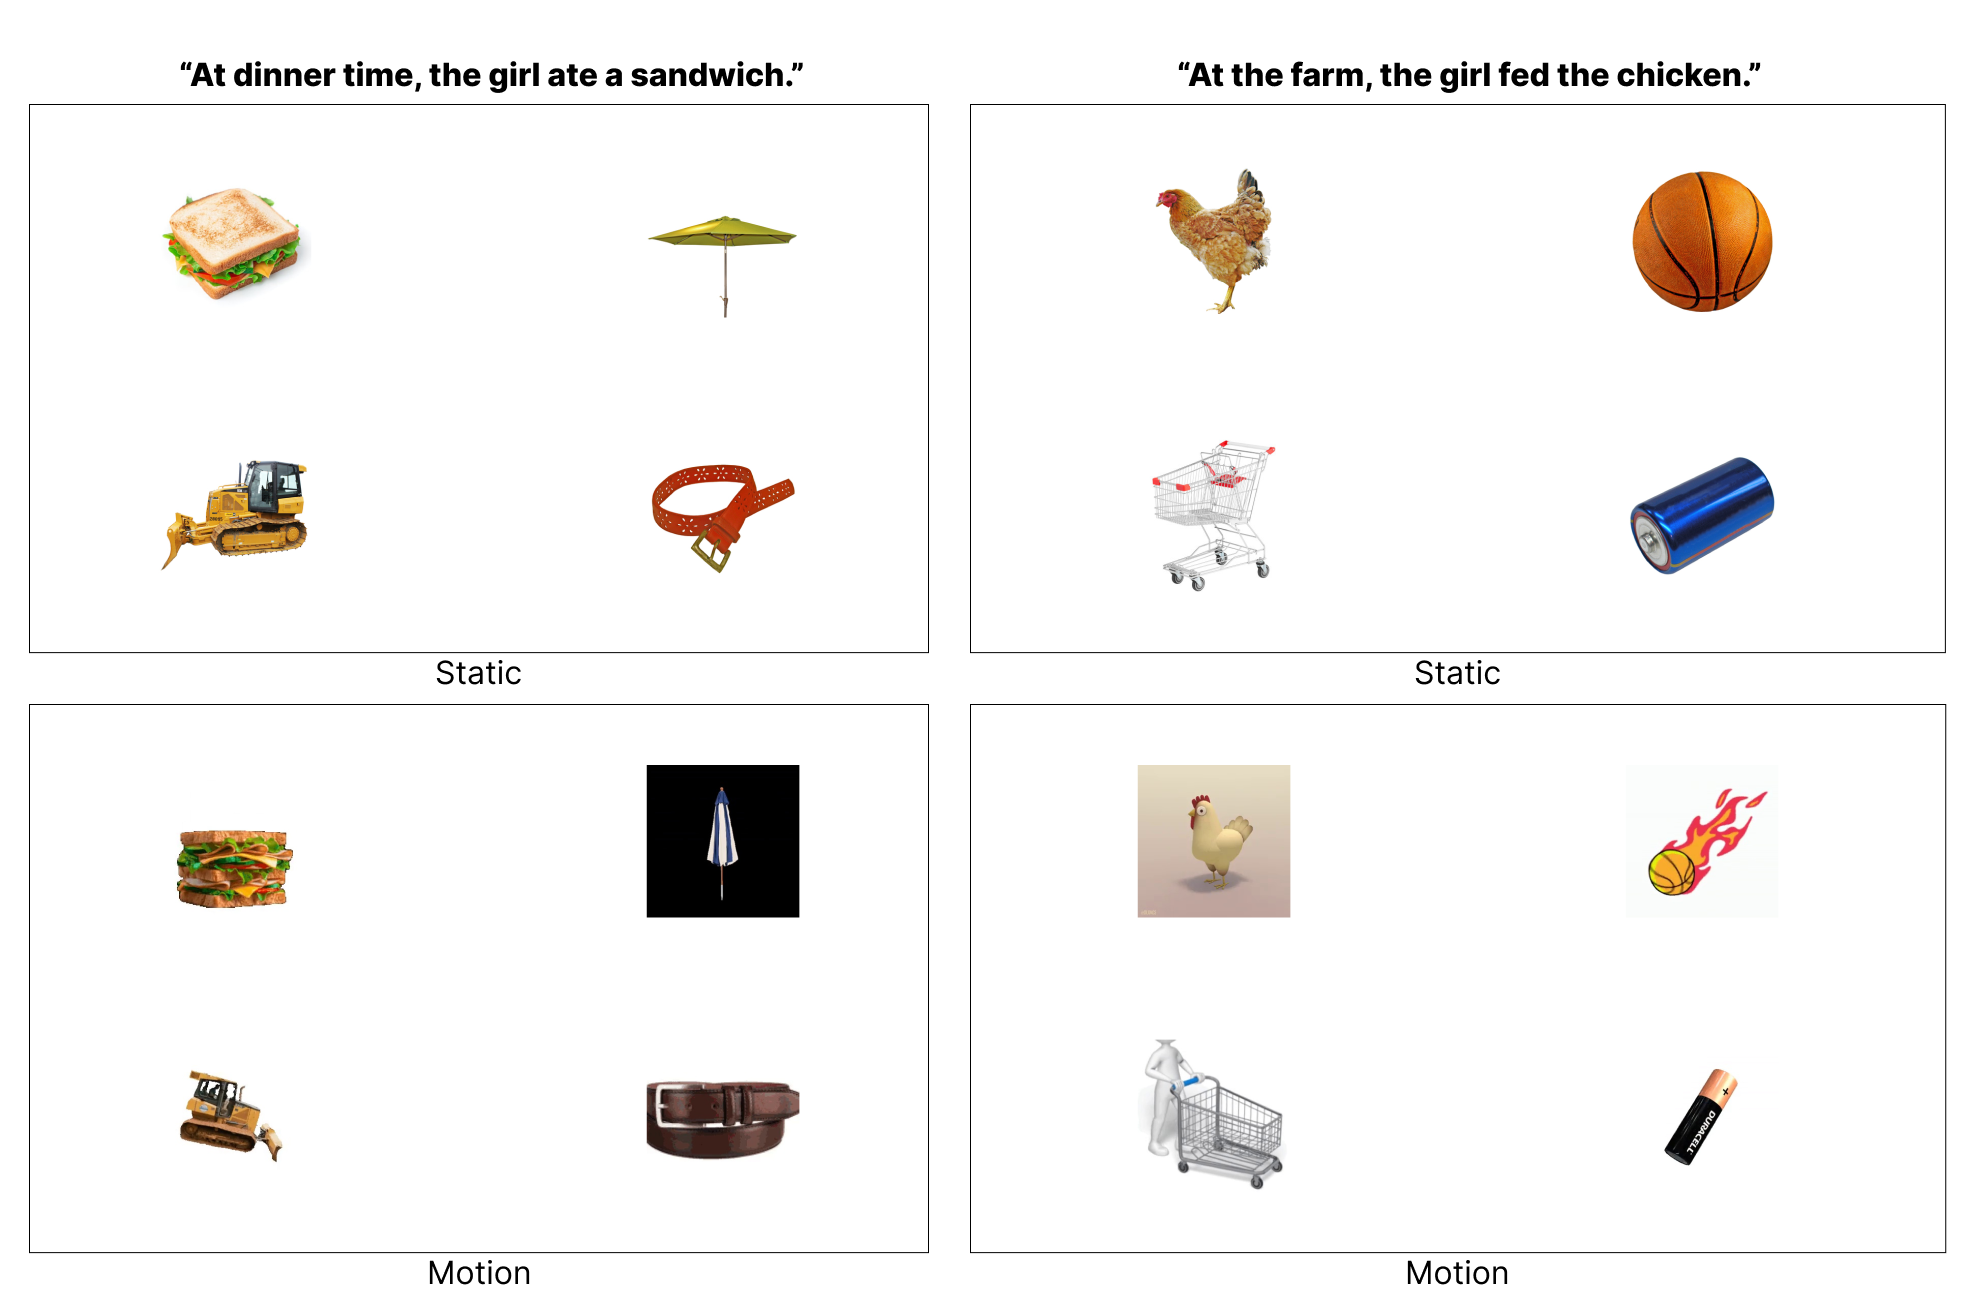 “At dinner time, the girl ate a sandwich.”
“At the farm, the girl fed the chicken.”
Static
Static
DURACELL
+
Motion
Motion